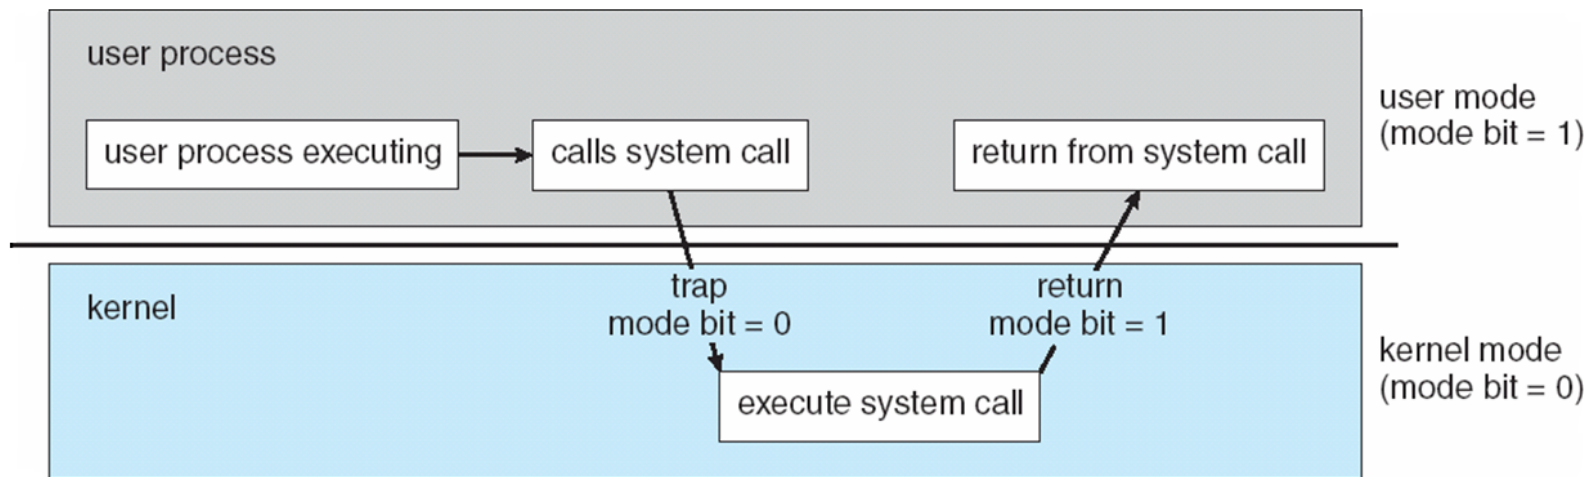 user process
user process executing
calls system call
return from system call
user mode
(mode bit = 1)
kernel
trap
mode bit = 0
return
mode bit = 1
execute system call
kernel mode
(mode bit = 0)